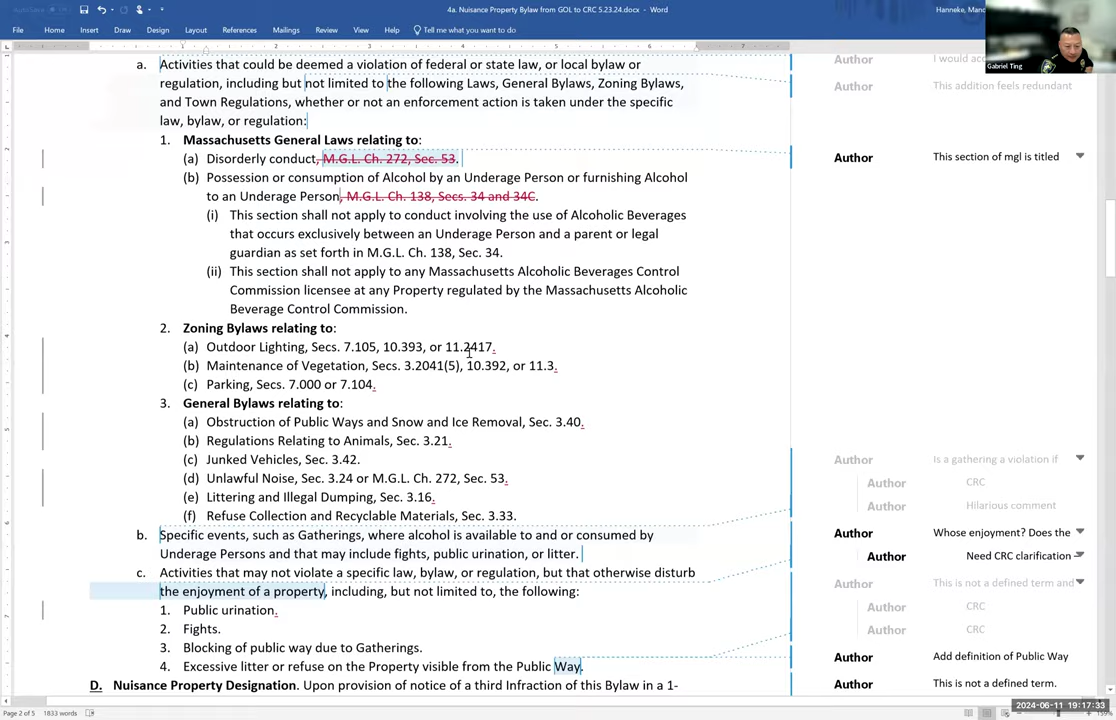 4a. Nuisance Property Bylaw from GOL to CRC 5.23.24.docx - Word
Hanneke, Mand
File Home Insert Draw Design Layout References Mailings Review View Help Tell me what you want to do
Gabriel Ting
a. Activities that could be deemed a violation of federal or state law, or local bylaw or
regulation, including but not limited to the following Laws, General Bylaws, Zoning Bylaws,
and Town Regulations, whether or not an enforcement action is taken under the specific
law, bylaw, or regulation:
1. Massachusetts General Laws relating to:
(a) Disorderly conduct, M.G.L. Ch. 272, Sec. 53.
(b) Possession or consumption of Alcohol by an Underage Person or furnishing Alcohol
to an Underage Person, M.G.L. Ch. 138, Secs. 34 and 34C.
(i) This section shall not apply to conduct involving the use of Alcoholic Beverages
that occurs exclusively between an Underage Person and a parent or legal
guardian as set forth in M.G.L. Ch. 138, Sec. 34.
(ii) This section shall not apply to any Massachusetts Alcoholic Beverages Control
Commission licensee at any Property regulated by the Massachusetts Alcoholic
Beverage Control Commission.
2. Zoning Bylaws relating to:
(a) Outdoor Lighting, Secs. 7.105, 10.393, or 11.2417.
(b) Maintenance of Vegetation, Secs. 3.2041(5), 10.392, or 11.3.
(c) Parking, Secs. 7.000 or 7.104.
3. General Bylaws relating to:
(a) Obstruction of Public Ways and Snow and Ice Removal, Sec. 3.40.
(b) Regulations Relating to Animals, Sec. 3.21.
(c) Junked Vehicles, Sec. 3.42.
(d) Unlawful Noise, Sec. 3.24 or M.G.L. Ch. 272, Sec. 53.
(e) Littering and Illegal Dumping, Sec. 3.16.
(f) Refuse Collection and Recyclable Materials, Sec. 3.33.
b. Specific events, such as Gatherings, where alcohol is available to and or consumed by
Underage Persons and that may include fights, public urination, or litter.
c. Activities that may not violate a specific law, bylaw, or regulation, but that otherwise disturb
the enjoyment of a property, including, but not limited to, the following:
1. Public urination.
2. Fights.
3. Blocking of public way due to Gatherings.
4. Excessive litter or refuse on the Property visible from the Public Way.
D. Nuisance Property Designation. Upon provision of notice of a third Infraction of this Bylaw in a 1-
Author I would acc
Author This addition feels redundant
Author This section of mgl is titled
Author Is a gathering a violation if
Author CRC
Author Hilarious comment
Author Whose enjoyment? Does the
Author Need CRC clarification
Author This is not a defined term and
Author CRC
Author CRC
Author Add definition of Public Way
Author This is not a defined term.
Page 2 of 5 1833 words
2024-06-11 19:17:33